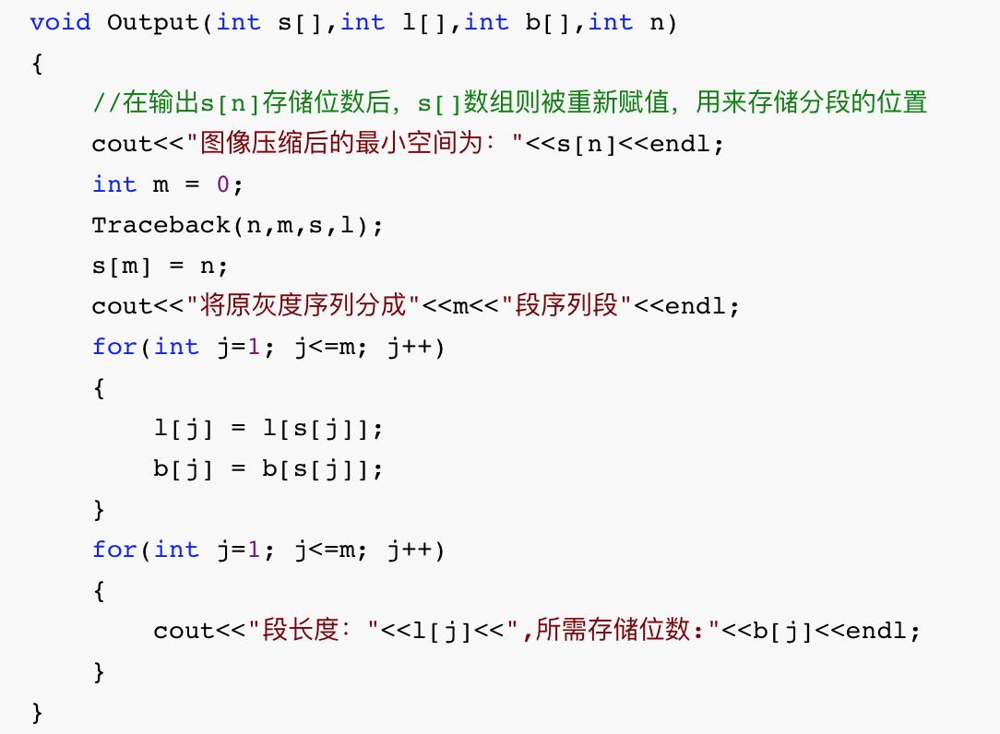 void Output(int s[],int l[],int b[],int n)
{
    //在输出s[n]存储位数后，s[]数组则被重新赋值，用来存储分段的位置
    cout<<"图像压缩后的最小空间为："<<s[n]<<endl;
    int m = 0;
    Traceback(n,m,s,l);
    s[m] = n;
    cout<<"将原灰度序列分成"<<m<<"段序列段"<<endl;
    for(int j=1; j<=m; j++)
    {
        l[j] = l[s[j]];
        b[j] = b[s[j]];
    }
    for(int j=1; j<=m; j++)
    {
        cout<<"段长度："<<l[j]<<",所需存储位数:"<<b[j]<<endl;
    }
}